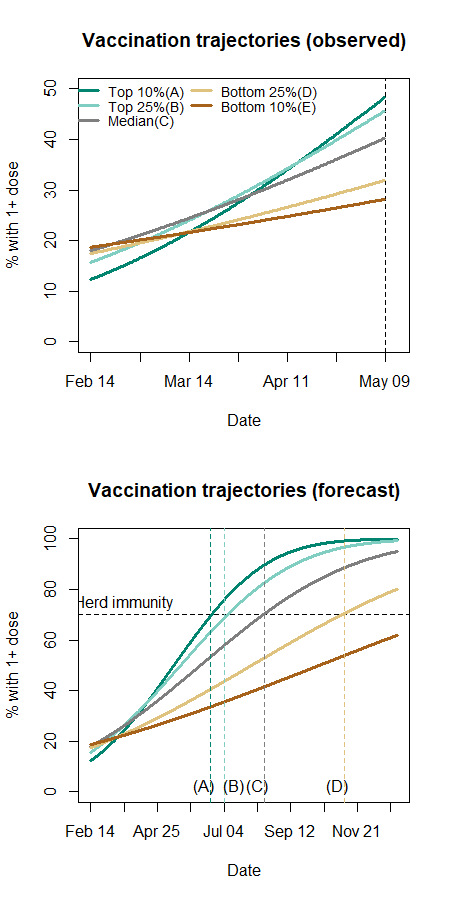 Vaccination trajectories (observed)
% with 1+ dose
50
40
30
20
10
0
Top 10%(A)
Top 25%(B)
Median(C)
Bottom 25%(D)
Bottom 10%(E)
Feb 14 Mar 14 Apr 11 May 09
Date
Vaccination trajectories (forecast)
% with 1+ dose
100
80
60
40
20
0
Herd immunity
(A) (B) (C) (D)
Feb 14 Apr 25 Jul 04 Sep 12 Nov 21
Date